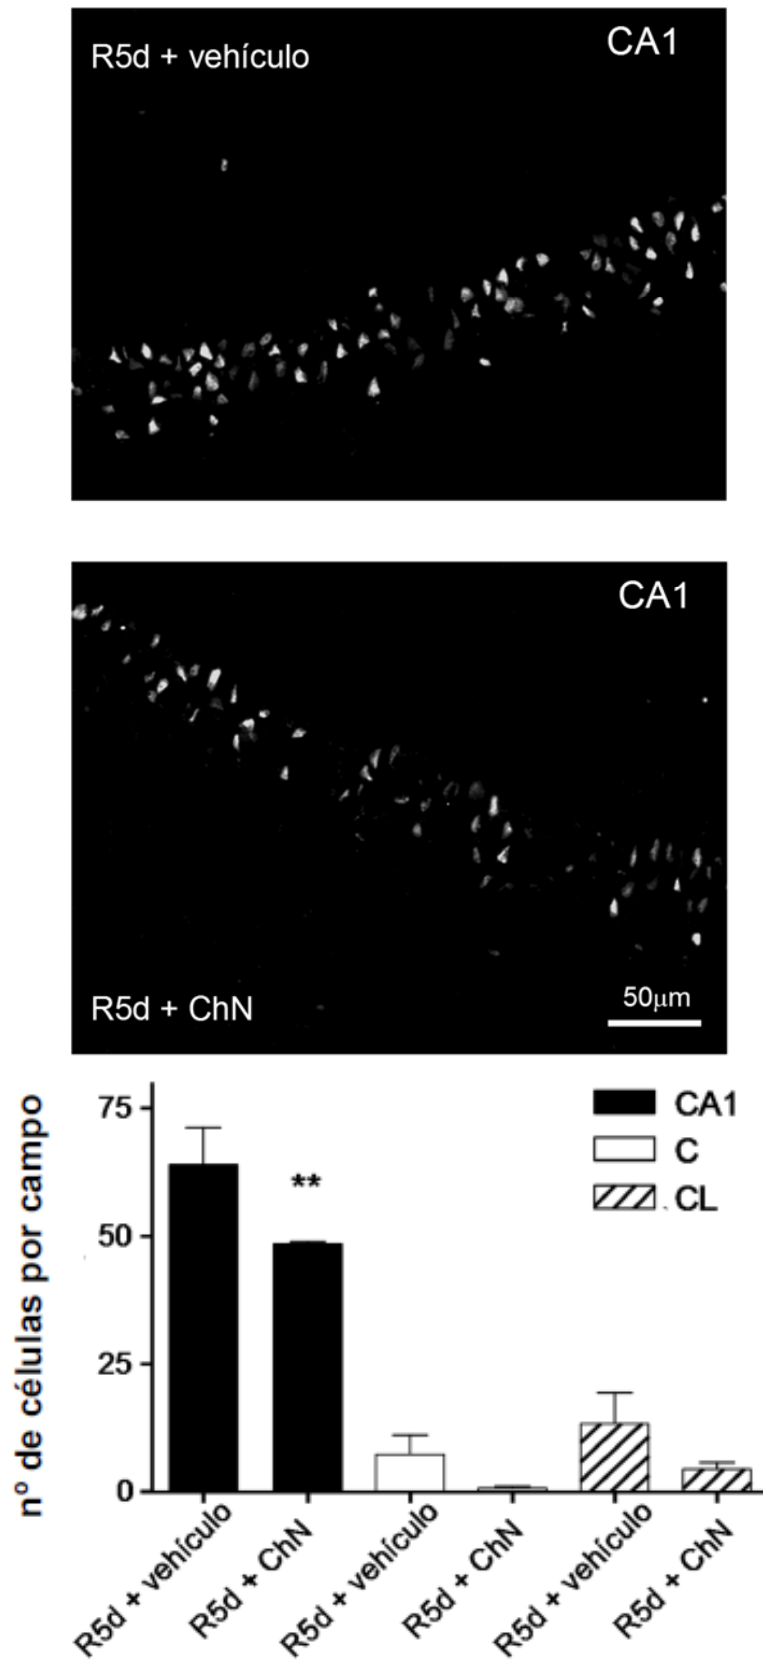 R5d + vehículo
CA1
CA1
R5d + ChN
50μm
nº de células por campo
75
50
25
0
**
CA1
C
CL
R5d + vehículo
R5d + ChN
R5d + vehículo
R5d + ChN
R5d + vehículo
R5d + ChN